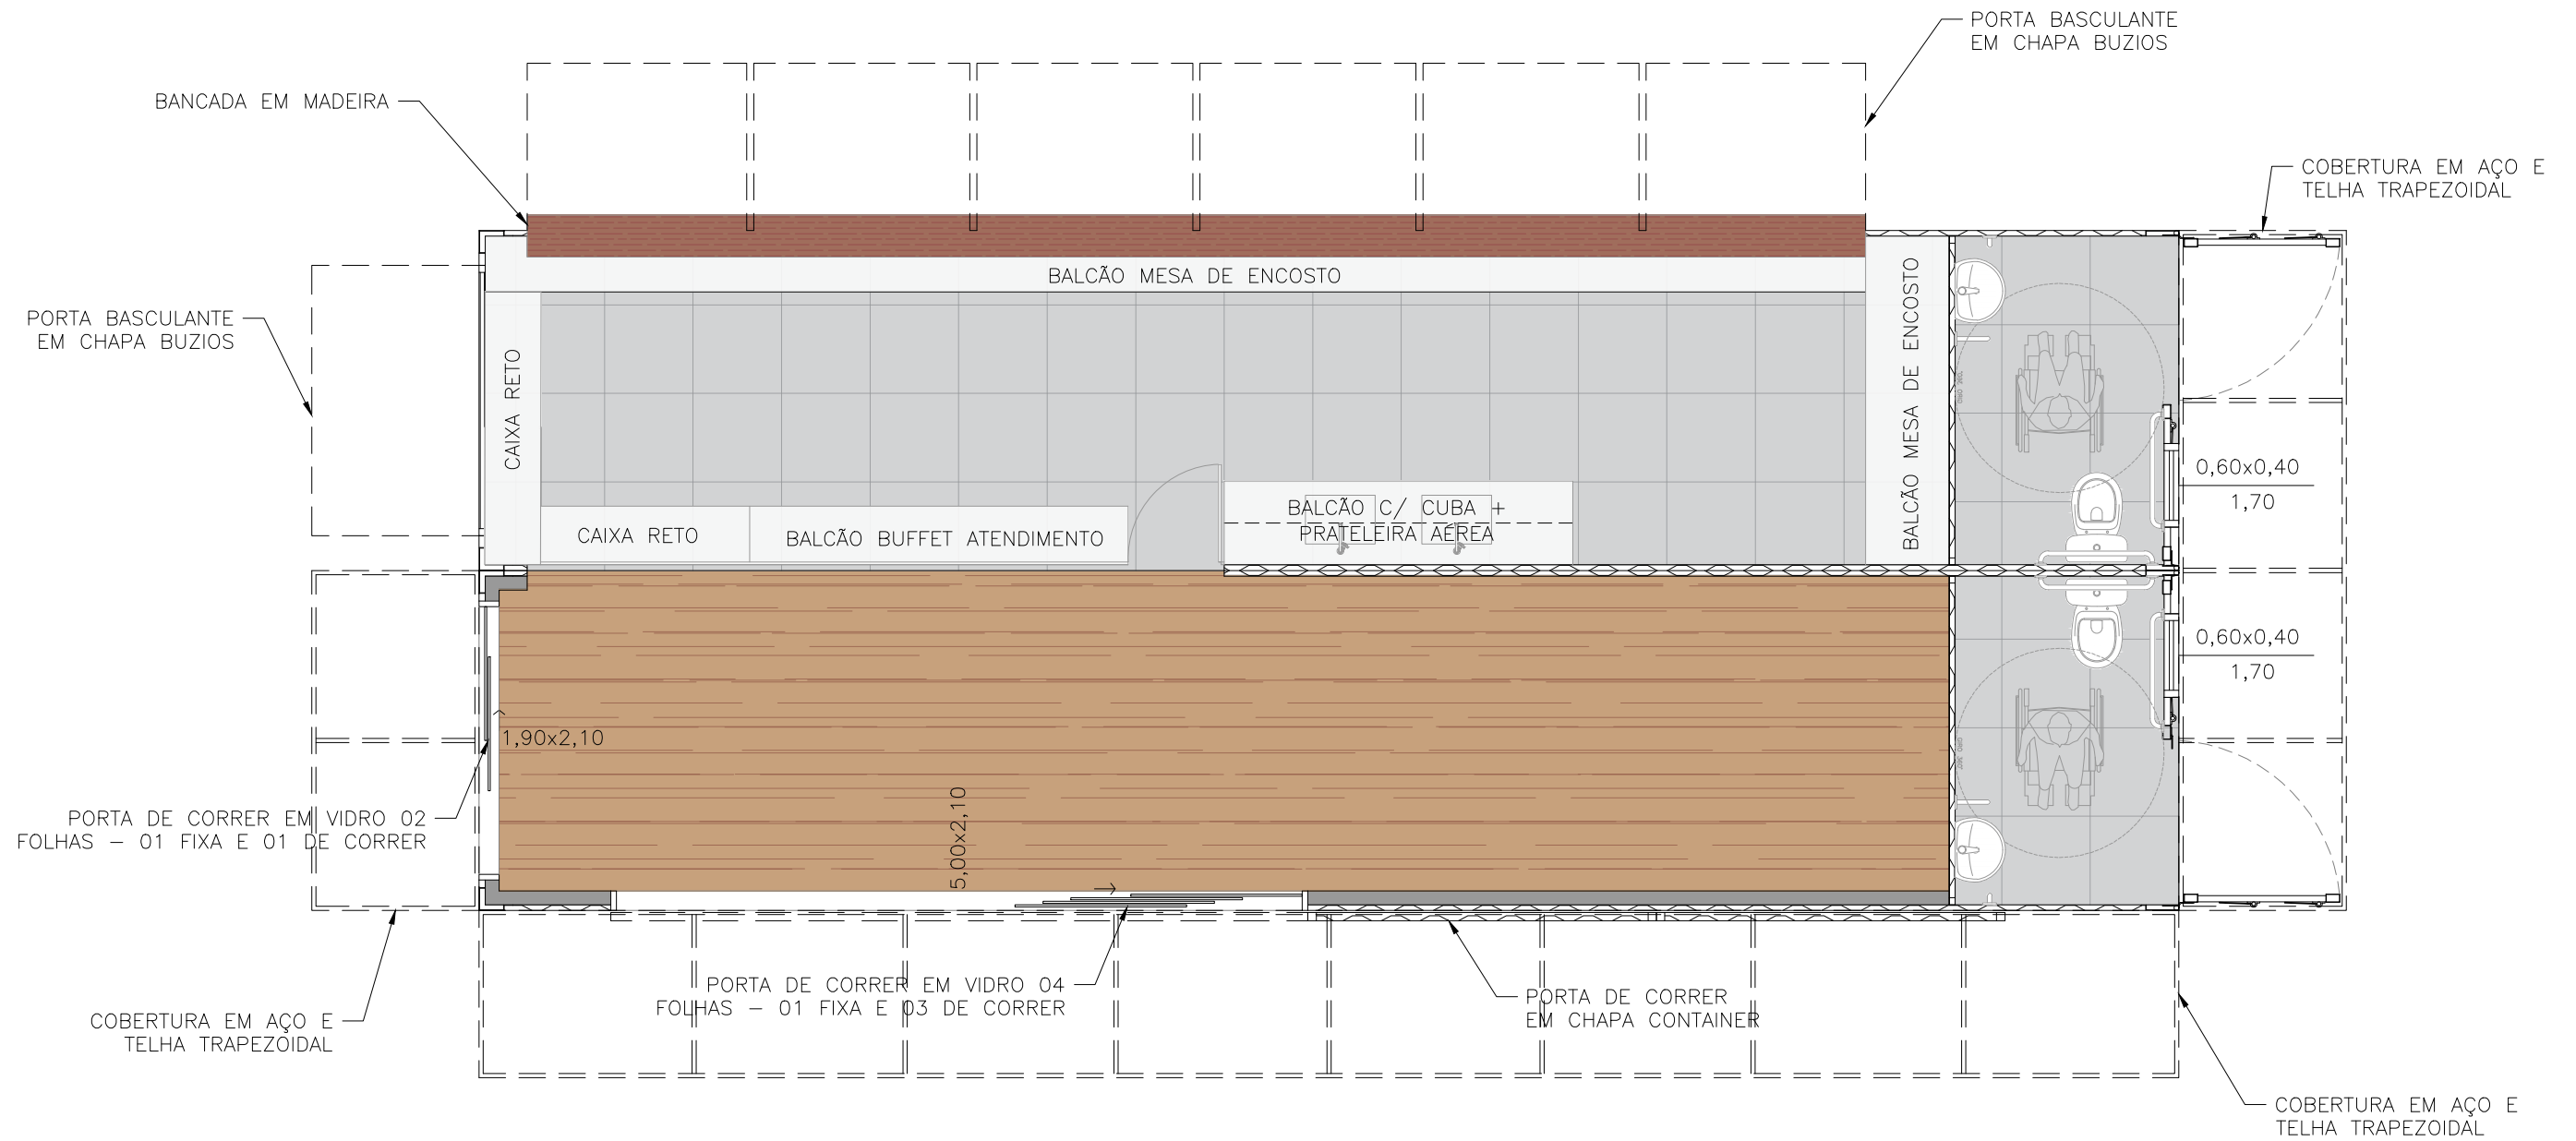 PORTA BASCULANTE
EM CHAPA BUZIOS
BANCADA EM MADEIRA
COBERTURA EM AÇO E
TELHA TRAPEZOIDAL
BALCÃO MESA DE ENCOSTO
PORTA BASCULANTE
EM CHAPA BUZIOS
CAIXA RETO
BALCÃO MESA DE ENCOSTO
0,60x0,40
1,70
CAIXA RETO
BALCÃO BUFFET ATENDIMENTO
BALCÃO C/ CUBA +
PRATELEIRA AÉREA
0,60x0,40
1,70
1,90x2,10
PORTA DE CORRER EM VIDRO 02
FOLHAS - 01 FIXA E 01 DE CORRER
5,00x2,10
PORTA DE CORRER EM VIDRO 04
FOLHAS - 01 FIXA E 03 DE CORRER
PORTA DE CORRER
EM CHAPA CONTAINER
COBERTURA EM AÇO E
TELHA TRAPEZOIDAL
COBERTURA EM AÇO E
TELHA TRAPEZOIDAL